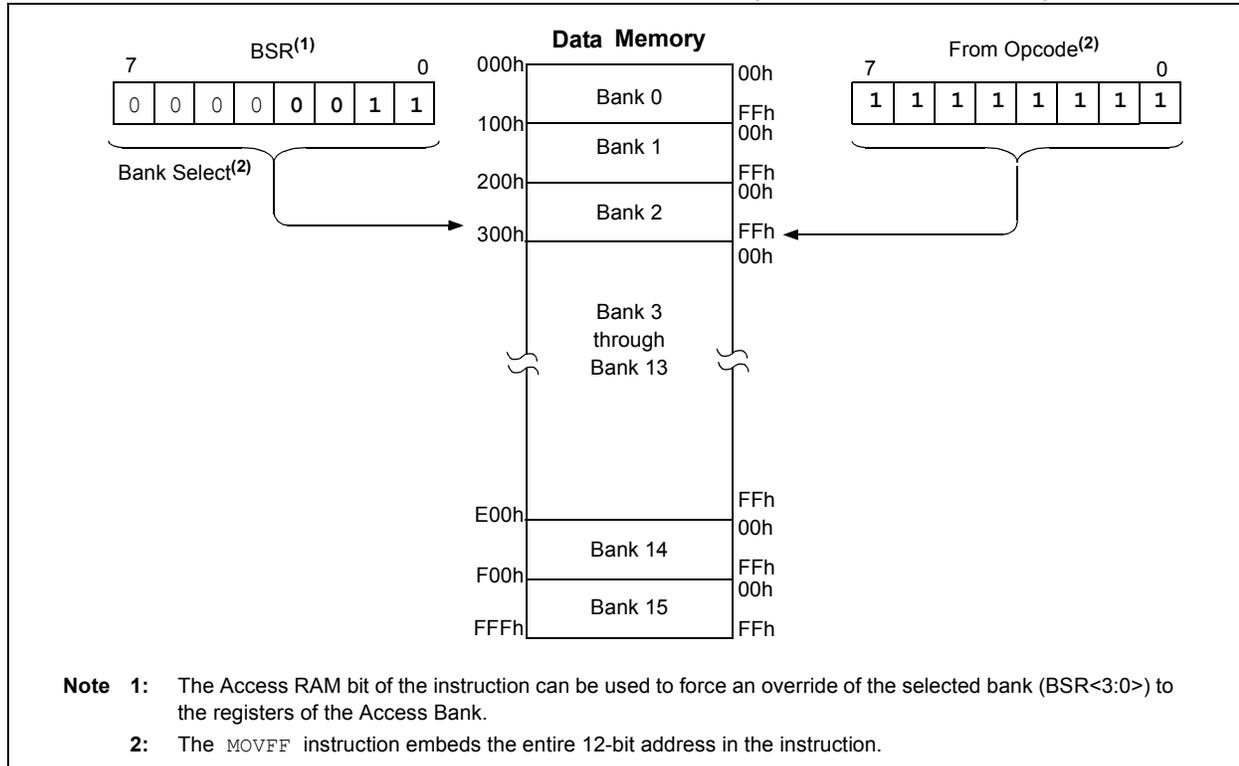 Data Memory
BSR(1)
7 0
0 0 0 0 0 0 1 1
Bank Select(2)
From Opcode(2)
7 0
1 1 1 1 1 1 1 1
000h 00h
Bank 0
FFh
100h 00h
Bank 1
FFh
200h 00h
Bank 2
FFh
300h 00h
Bank 3
through
Bank 13
FFh
E00h 00h
Bank 14
FFh
F00h 00h
Bank 15
FFFh FFh
Note 1: The Access RAM bit of the instruction can be used to force an override of the selected bank (BSR<3:0>) to
the registers of the Access Bank.
2: The MOVFF instruction embeds the entire 12-bit address in the instruction.